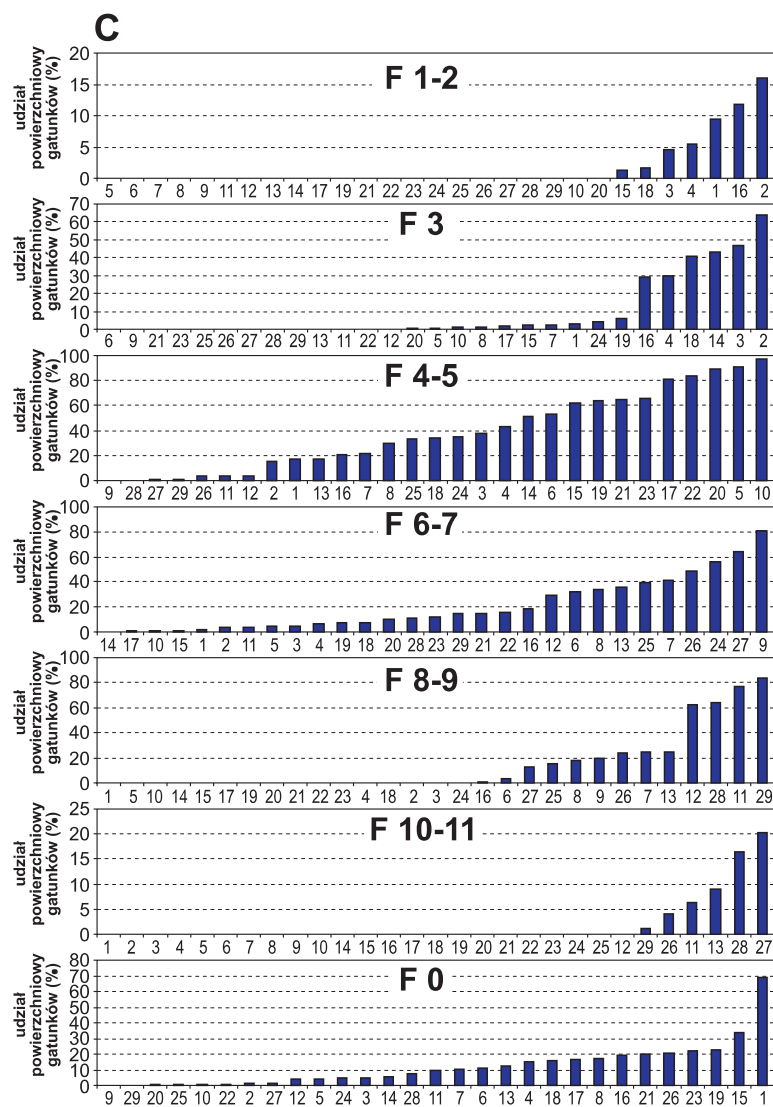 C
F 1-2
udział
powierzchniowy
gatunków (%)
20
15
10
5
0
5 6 7 8 9 11 12 13 14 17 19 21 22 23 24 25 26 27 28 29 10 20 15 18 3 4 1 16 2
F 3
udział
powierzchniowy
gatunków (%)
70
60
50
40
30
20
10
0
6 9 21 23 25 26 27 28 29 13 11 22 12 20 5 10 8 17 15 7 1 24 19 16 4 18 14 3 2
F 4-5
udział
powierzchniowy
gatunków (%)
100
80
60
40
20
0
9 28 27 29 26 11 12 2 1 13 16 7 8 25 18 24 3 4 14 6 15 19 21 23 17 22 20 5 10
F 6-7
udział
powierzchniowy
gatunków (%)
100
80
60
40
20
0
14 17 10 15 1 2 11 5 3 4 19 18 20 28 23 29 21 22 16 12 6 8 13 25 7 26 24 27 9
F 8-9
udział
powierzchniowy
gatunków (%)
100
80
60
40
20
0
1 5 10 14 15 17 19 20 21 22 23 4 18 2 3 24 16 6 27 25 8 9 26 7 13 12 28 11 29
F 10-11
udział
powierzchniowy
gatunków (%)
25
20
15
10
5
0
1 2 3 4 5 6 7 8 9 10 14 15 16 17 18 19 20 21 22 23 24 25 12 29 26 11 13 28 27
F 0
udział
powierzchniowy
gatunków (%)
80
70
60
50
40
30
20
10
0
9 29 20 25 10 22 2 27 12 5 24 3 14 28 11 7 6 13 4 18 17 8 16 21 26 23 19 15 1